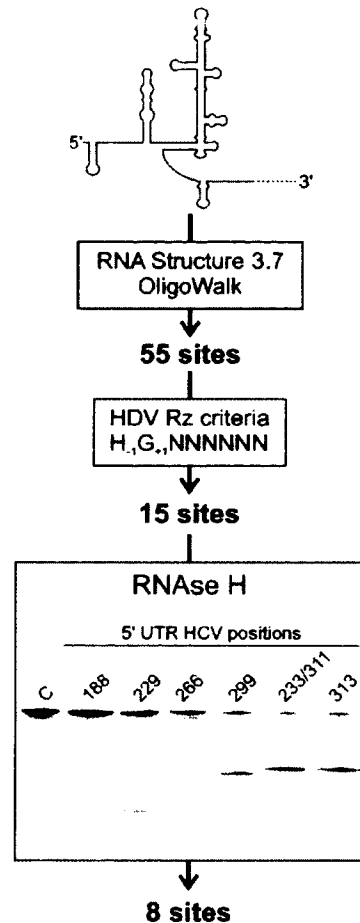 5'
3'
RNA Structure 3.7
OligoWalk
55 sites
HDV Rz criteria
H-1G+1NNNNNN
15 sites
RNAse H
5' UTR HCV positions
C 188 229 266 299 233/311 313
8 sites